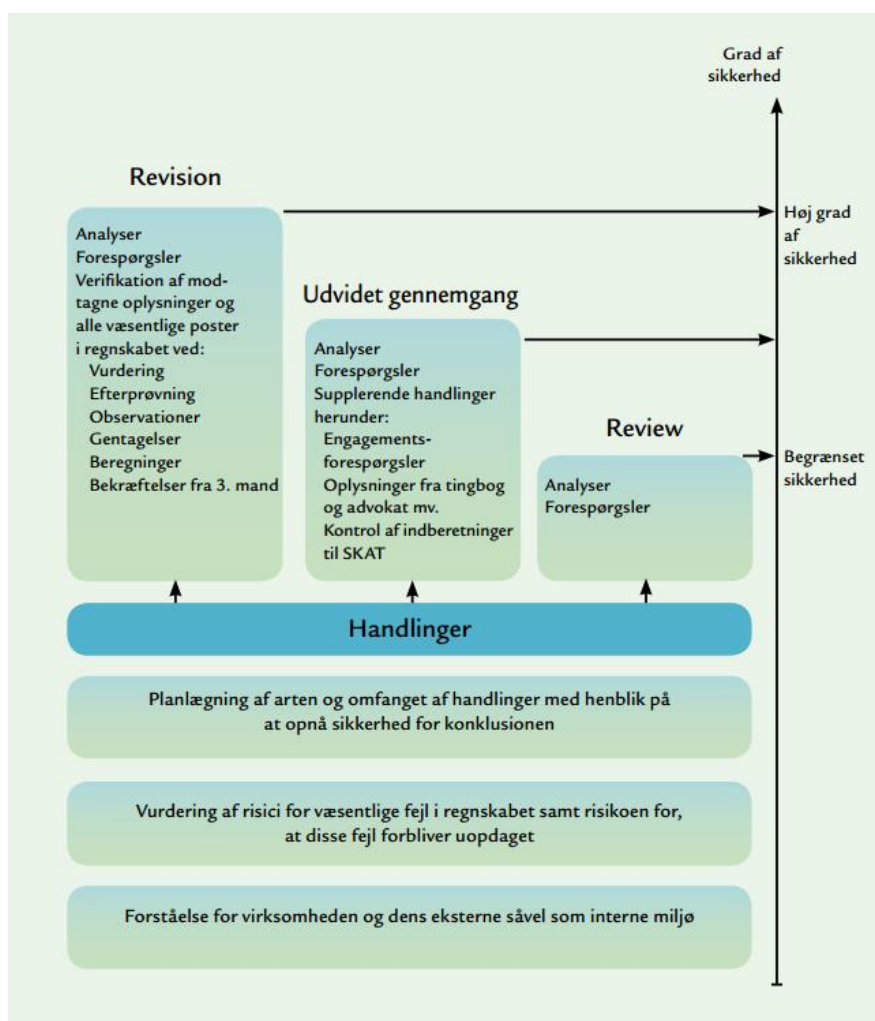 Grad af
sikkerhed
Revision
Analyser
Forespørgsler
Verifikation af mod-
tagne oplysninger og
alle væsentlige poster
i regnskabet ved:
Vurdering
Efterprøvning
Observationer
Gentagelser
Beregninger
Bekræftelser fra 3. mand
Udvidet gennemgang
Analyser
Forespørgsler
Supplerende handlinger
herunder:
Engagements-
forespørgsler
Oplysninger fra tingbog
og advokat mv.
Kontrol af indberetninger
til SKAT
Review
Analyser
Forespørgsler
Høj grad
af
sikkerhed
Begrænset
sikkerhed
Handlinger
Planlægning af arten og omfanget af handlinger med henblik på
at opnå sikkerhed for konklusionen
Vurdering af risici for væsentlige fejl i regnskabet samt risikoen for,
at disse fejl forbliver uopdaget
Forståelse for virksomheden og dens eksterne såvel som interne miljø